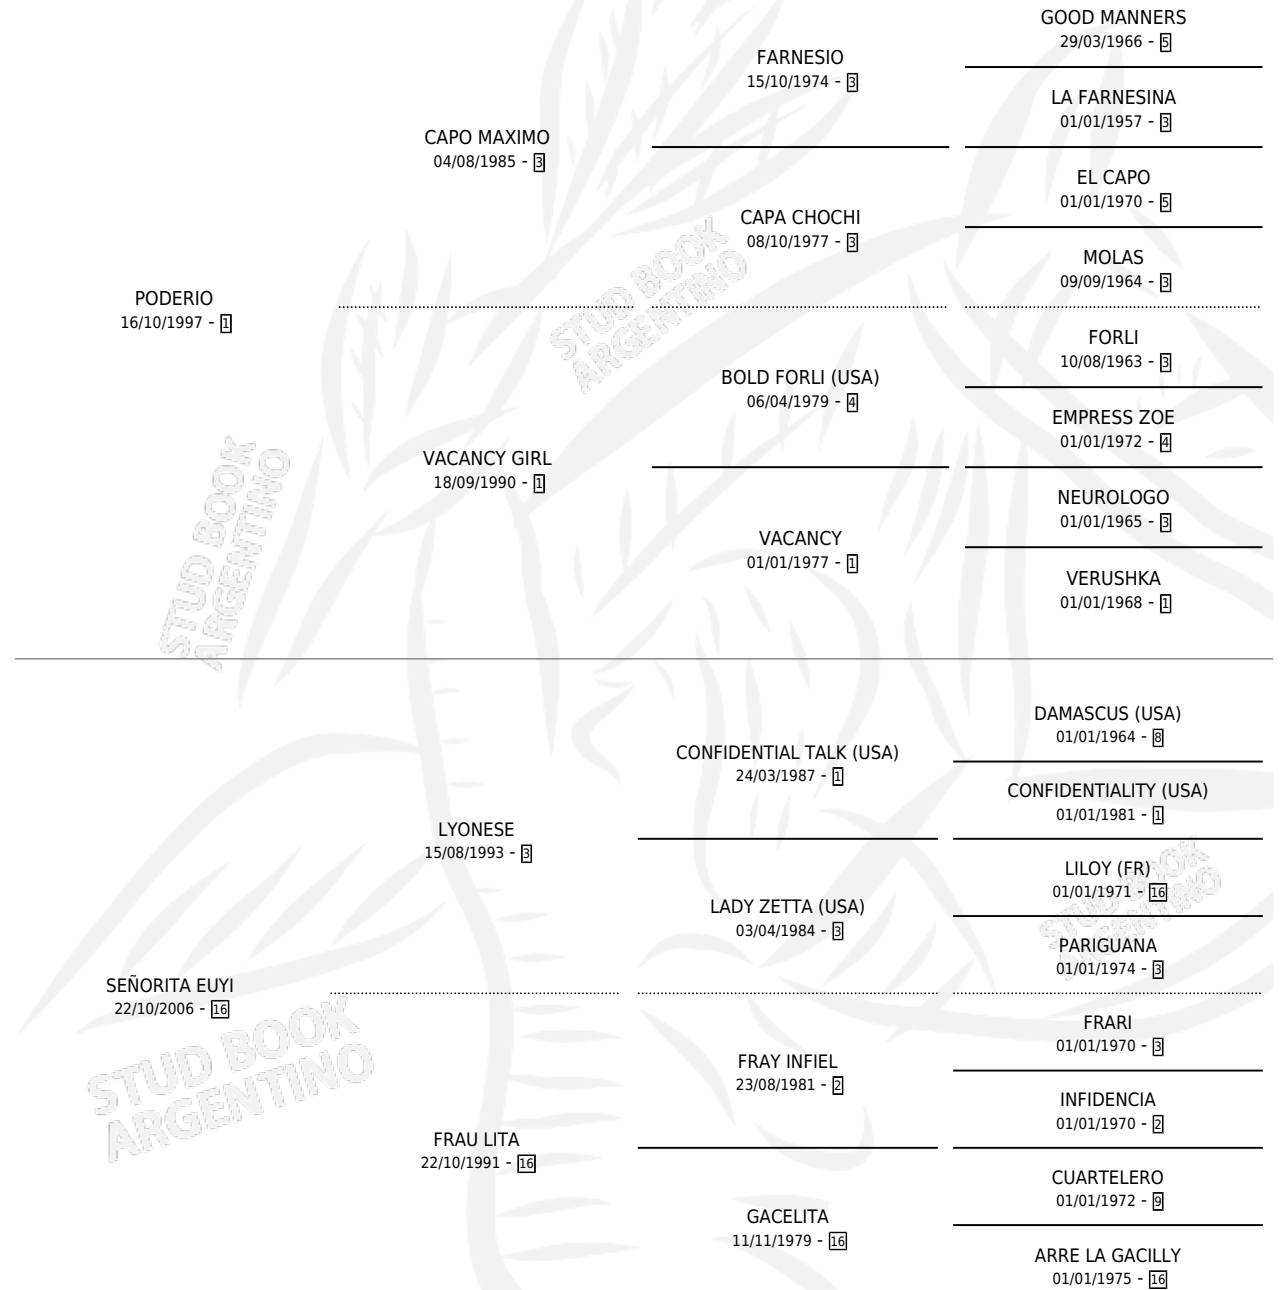 GOOD MANNERS
29/03/1966 - 5
FARNESIO
15/10/1974 - 3
LA FARNESINA
01/01/1957 - 3
CAPO MAXIMO
04/08/1985 - 3
EL CAPO
01/01/1970 - 5
CAPA CHOCHI
08/10/1977 - 3
MOLAS
09/09/1964 - 3
PODERIO
16/10/1997 - 1
FORLI
10/08/1963 - 3
BOLD FORLI (USA)
06/04/1979 - 4
EMPRESS ZOE
01/01/1972 - 4
VACANCY GIRL
18/09/1990 - 1
NEUROLOGO
01/01/1965 - 3
VACANCY
01/01/1977 - 1
VERUSHKA
01/01/1968 - 1
DAMASCUS (USA)
01/01/1964 - 8
CONFIDENTIAL TALK (USA)
24/03/1987 - 1
CONFIDENTIALITY (USA)
01/01/1981 - 1
LYONESE
15/08/1993 - 3
LILOY (FR)
01/01/1971 - 16
LADY ZETTA (USA)
03/04/1984 - 3
PARIGUANA
01/01/1974 - 3
SEÑORITA EUYI
22/10/2006 - 16
FRARI
01/01/1970 - 3
FRAY INFIEL
23/08/1981 - 2
INFIDENCIA
01/01/1970 - 2
FRAU LITA
22/10/1991 - 16
CUARTELERO
01/01/1972 - 9
GACELITA
11/11/1979 - 16
ARRE LA GACILLY
01/01/1975 - 16
STUD BOOK
ARGENTINO
STUD BOOK
ARGENTINO
STUD BOOK
ARGENTINO
STUD BOOK
ARGENTINO